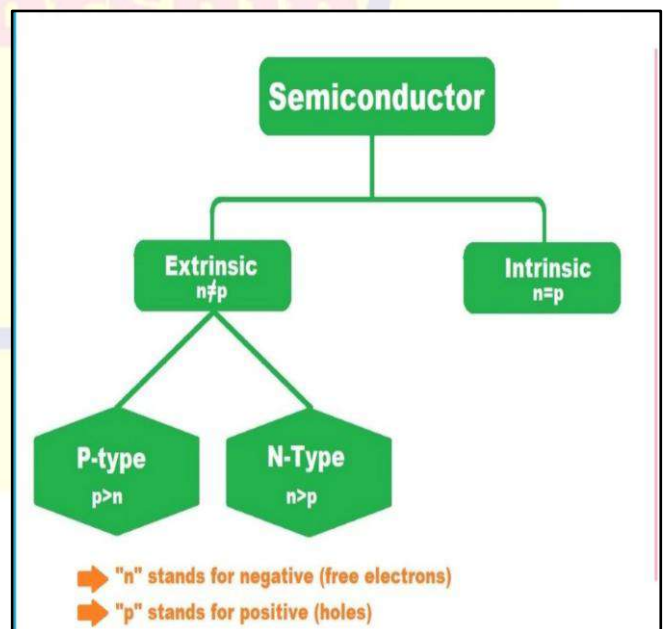 Semiconductor
Extrinsic
n≠p
Intrinsic
n=p
P-type
p>n
N-Type
n>p
"n" stands for negative (free electrons)
"p" stands for positive (holes)